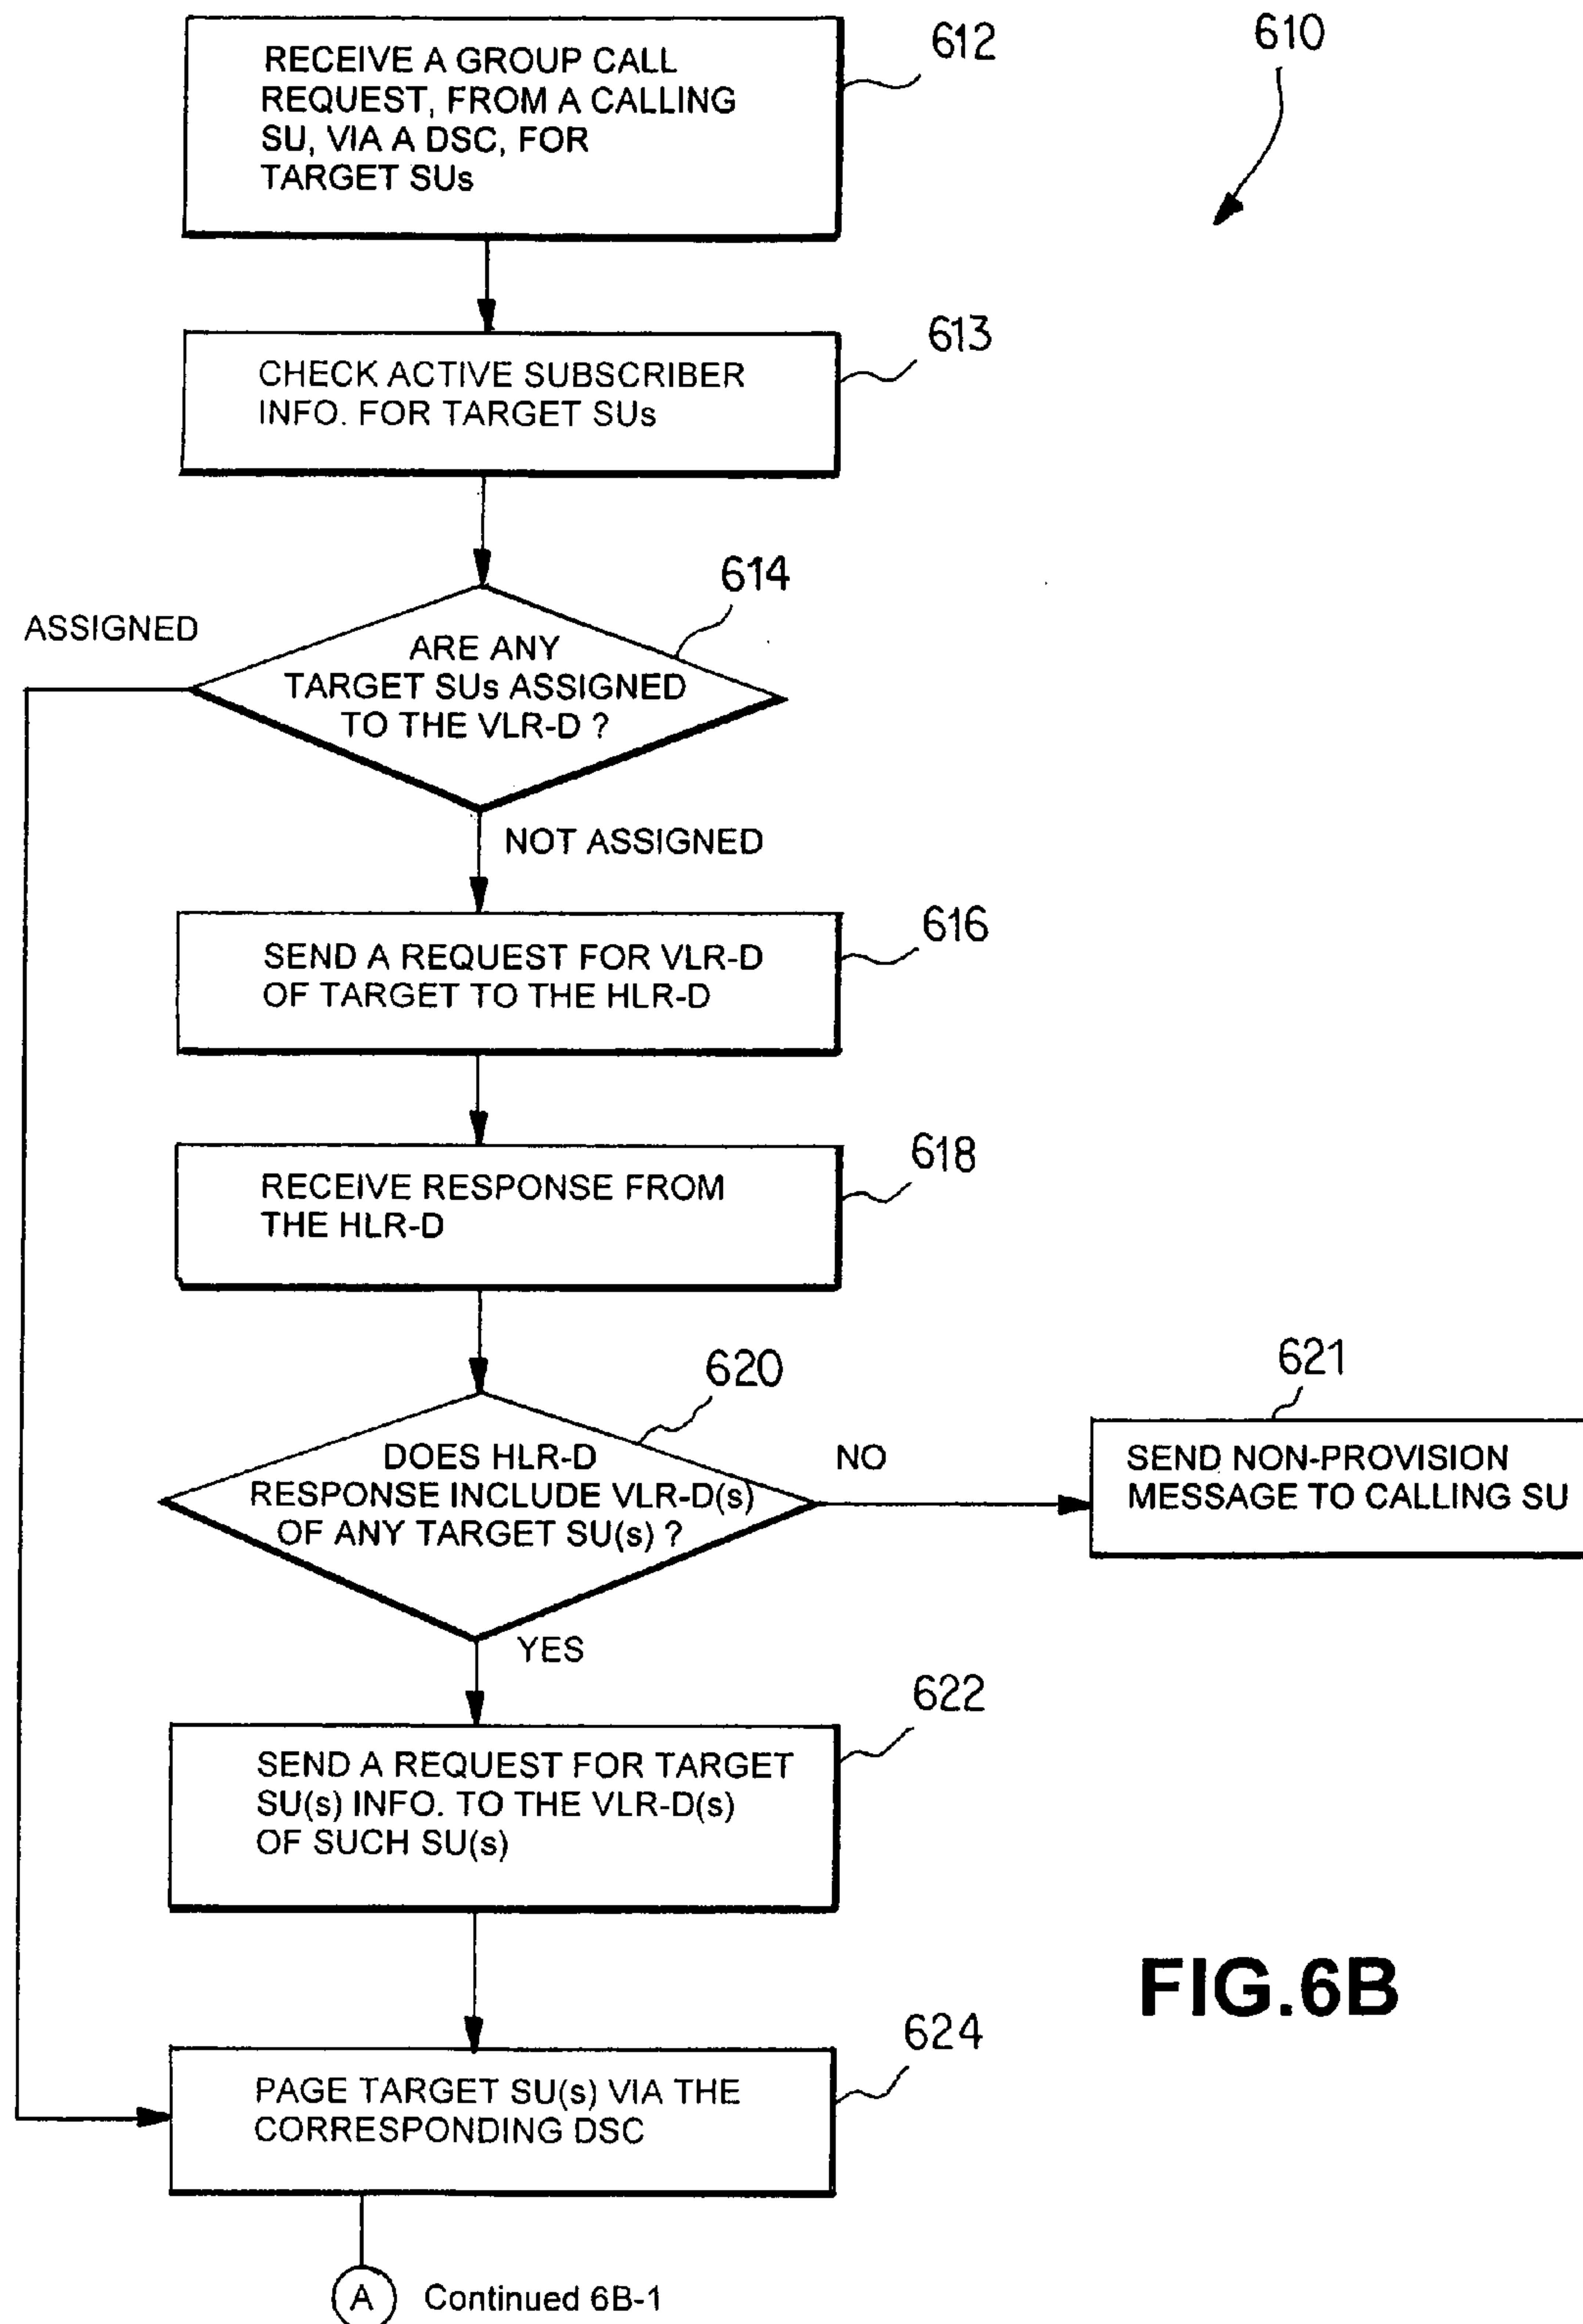 612
610
RECEIVE A GROUP CALL
REQUEST, FROM A CALLING
SU, VIA A DSC, FOR
TARGET SUs
613
CHECK ACTIVE SUBSCRIBER
INFO. FOR TARGET SUs
614
ASSIGNED
ARE ANY
TARGET SUs ASSIGNED
TO THE VLR-D ?
NOT ASSIGNED
616
SEND A REQUEST FOR VLR-D
OF TARGET TO THE HLR-D
618
RECEIVE RESPONSE FROM
THE HLR-D
620
DOES HLR-D
RESPONSE INCLUDE VLR-D(s)
OF ANY TARGET SU(s) ?
NO
621
SEND NON-PROVISION
MESSAGE TO CALLING SU
YES
622
SEND A REQUEST FOR TARGET
SU(s) INFO. TO THE VLR-D(s)
OF SUCH SU(s)
FIG.6B
624
PAGE TARGET SU(s) VIA THE
CORRESPONDING DSC
A Continued 6B-1